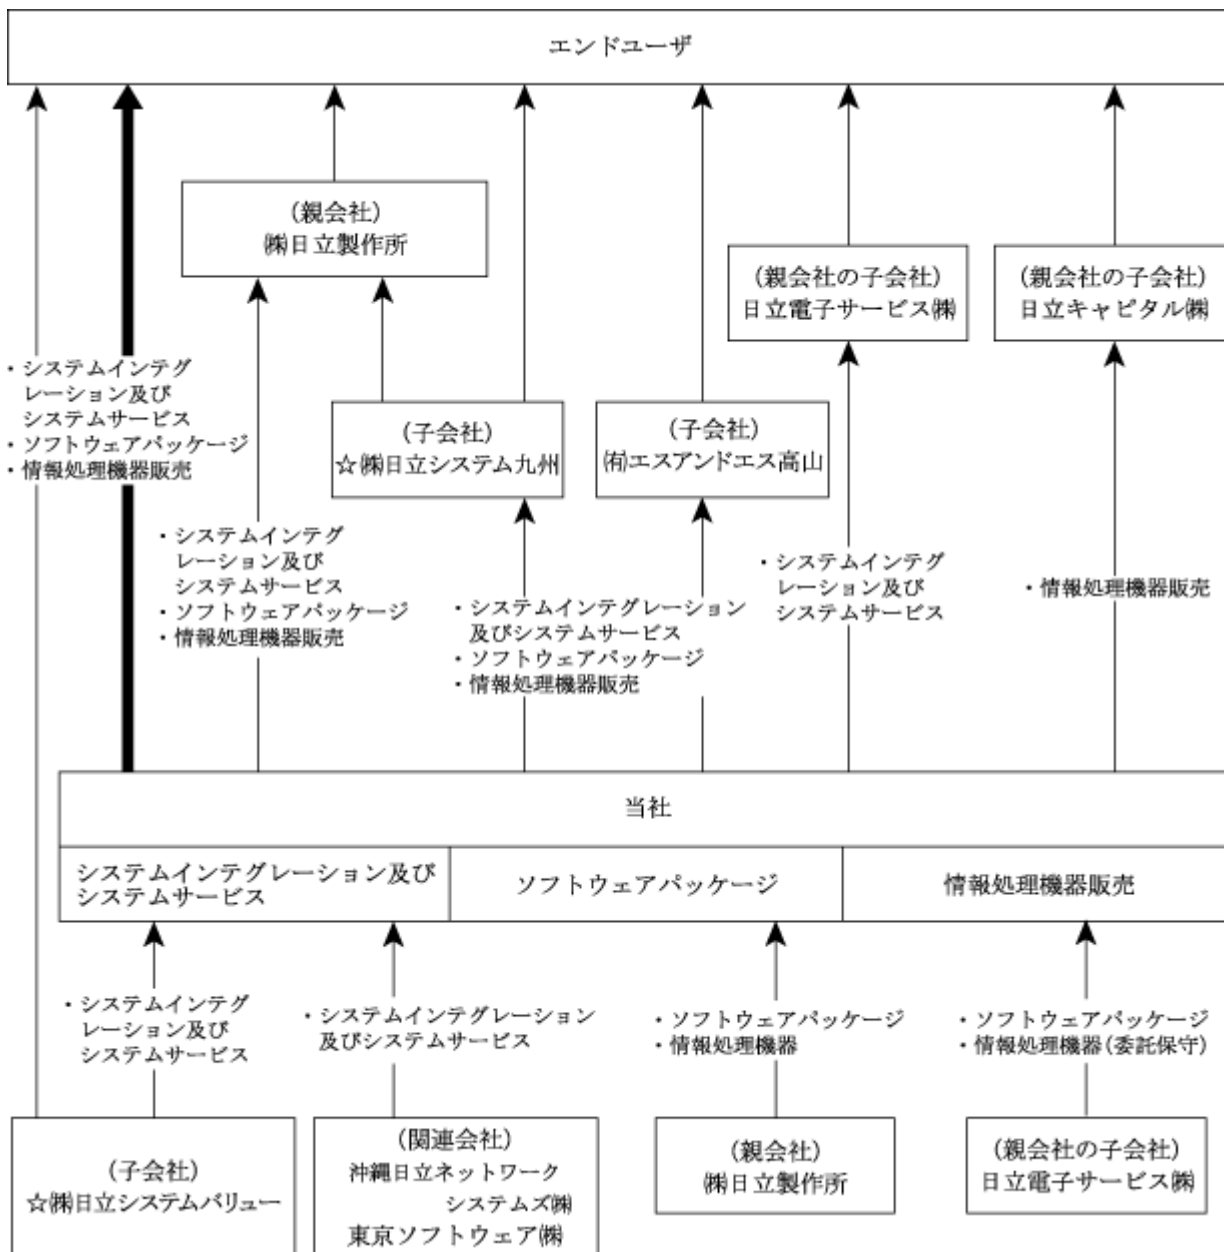 エンドユーザ
(親会社)
㈱日立製作所
(親会社の子会社)
日立電子サービス㈱
(親会社の子会社)
日立キャピタル㈱
・システムインテグ
レーション及び
システムサービス
・ソフトウェアパッケージ
・情報処理機器販売
(子会社)
☆㈱日立システム九州
(子会社)
㈲エスアンドエス高山
・システムインテグ
レーション及び
システムサービス
・ソフトウェアパッケージ
・情報処理機器販売
・システムインテグレーション
及びシステムサービス
・ソフトウェアパッケージ
・情報処理機器販売
・システムインテグ
レーション及び
システムサービス
・情報処理機器販売
当社
システムインテグレーション及び
システムサービス
ソフトウェアパッケージ
情報処理機器販売
・システムインテグ
レーション及び
システムサービス
・システムインテグレーション
及びシステムサービス
・ソフトウェアパッケージ
・情報処理機器
・ソフトウェアパッケージ
・情報処理機器(委託保守)
(子会社)
☆㈱日立システムバリュー
(関連会社)
沖縄日立ネットワーク
システムズ㈱
東京ソフトウェア㈱
(親会社)
㈱日立製作所
(親会社の子会社)
日立電子サービス㈱